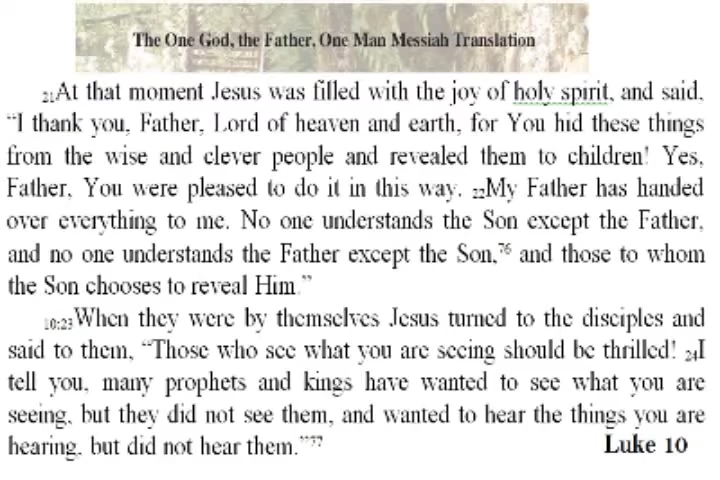 The One God, the Father, One Man Messiah Translation
21At that moment Jesus was filled with the joy of holy spirit, and said,
“I thank you, Father, Lord of heaven and earth, for You hid these things
from the wise and clever people and revealed them to children! Yes,
Father, You were pleased to do it in this way. 22My Father has handed
over everything to me. No one understands the Son except the Father,
and no one understands the Father except the Son,76 and those to whom
the Son chooses to reveal Him.”
10:23When they were by themselves Jesus turned to the disciples and
said to them, “Those who see what you are seeing should be thrilled! 24I
tell you, many prophets and kings have wanted to see what you are
seeing, but they did not see them, and wanted to hear the things you are
hearing, but did not hear them.”77 Luke 10